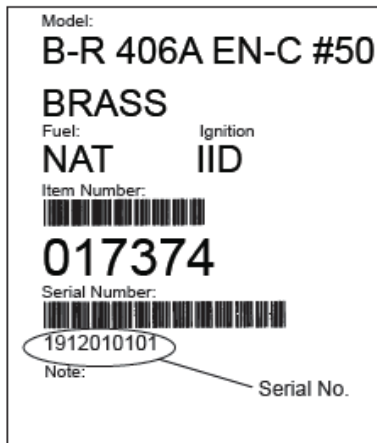 Model:
B-R 406A EN-C #50
BRASS
Fuel: Ignition
NAT IID
Item Number:
017374
Serial Number:
1912010101
Note:
Serial No.